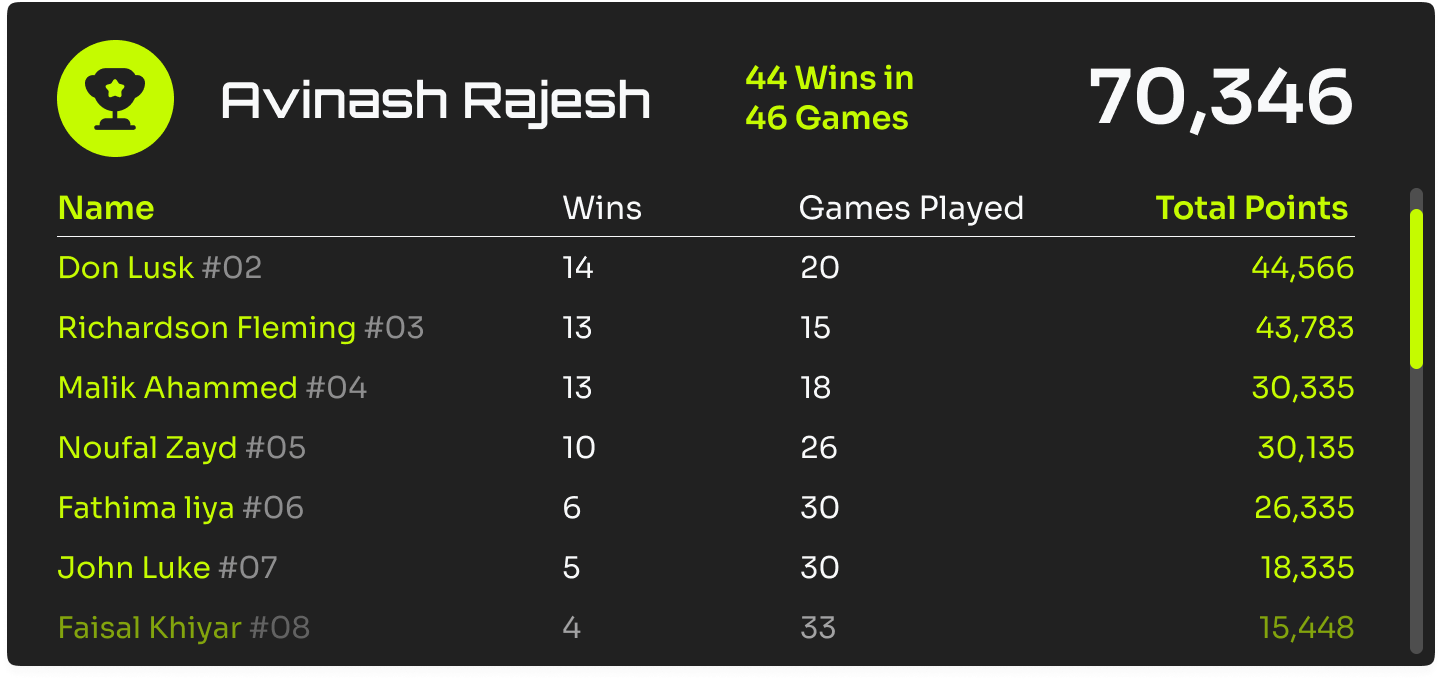 Avinash Rajesh
44 Wins in
46 Games
70,346
Name Wins Games Played Total Points
Don Lusk #02 14 20 44,566
Richardson Fleming #03 13 15 43,783
Malik Ahammed #04 13 18 30,335
Noufal Zayd #05 10 26 30,135
Fathima liya #06 6 30 26,335
John Luke #07 5 30 18,335
Faisal Khiyar #08 4 33 15,448